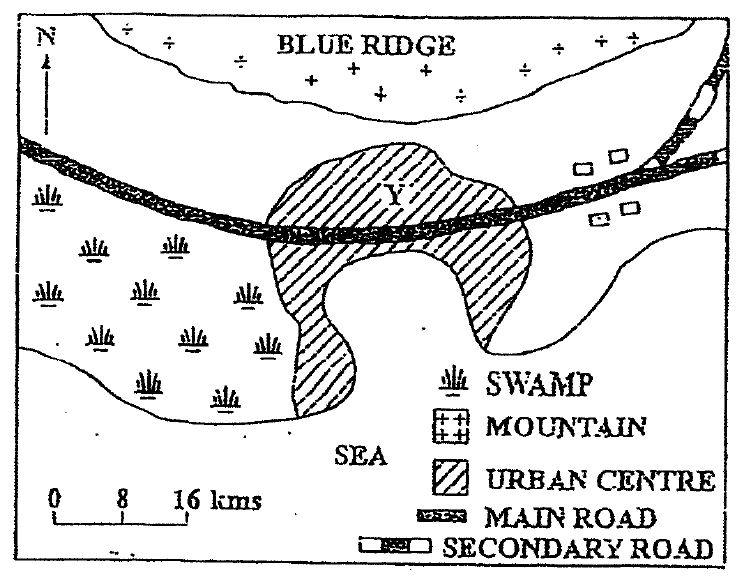 N
BLUE RIDGE
Y
SWAMP
MOUNTAIN
SEA
URBAN CENTRE
0 8 16 kms
MAIN ROAD
SECONDARY ROAD